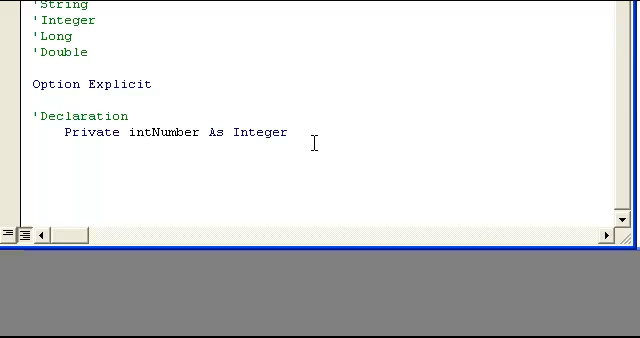 'String
'Integer
'Long
'Double
Option Explicit
'Declaration
Private intNumber As Integer